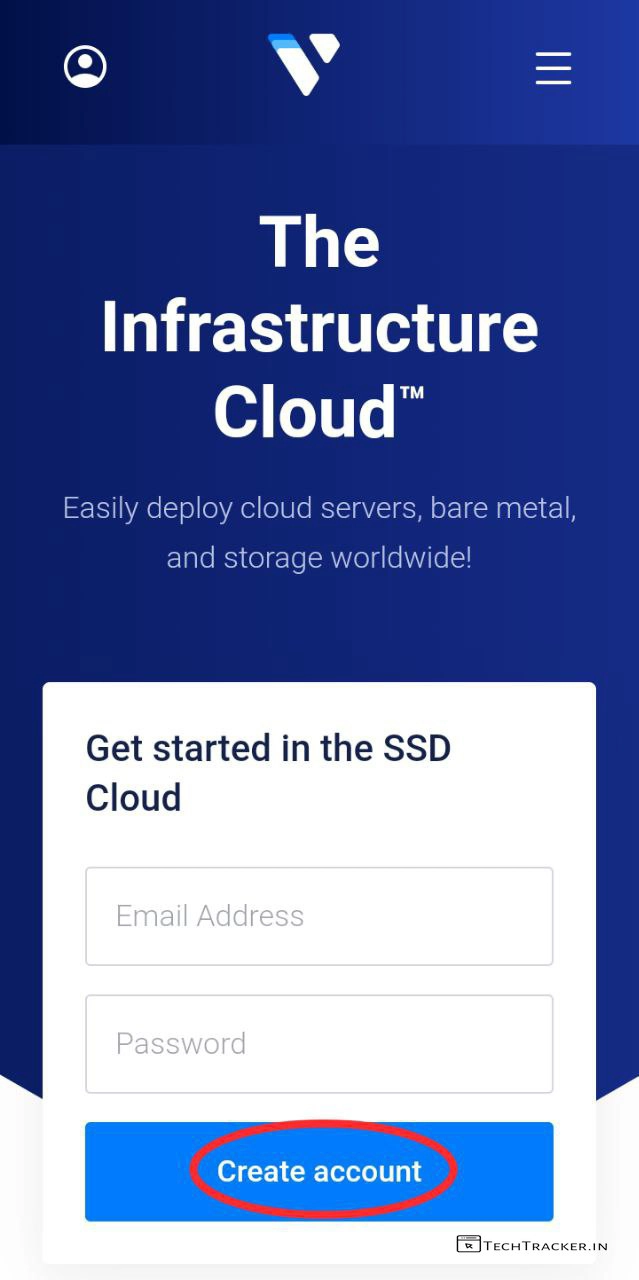 The
Infrastructure
Cloud™
Easily deploy cloud servers, bare metal,
and storage worldwide!
Get started in the SSD
Cloud
Email Address
Password
Create account
TECHTRACKER.IN